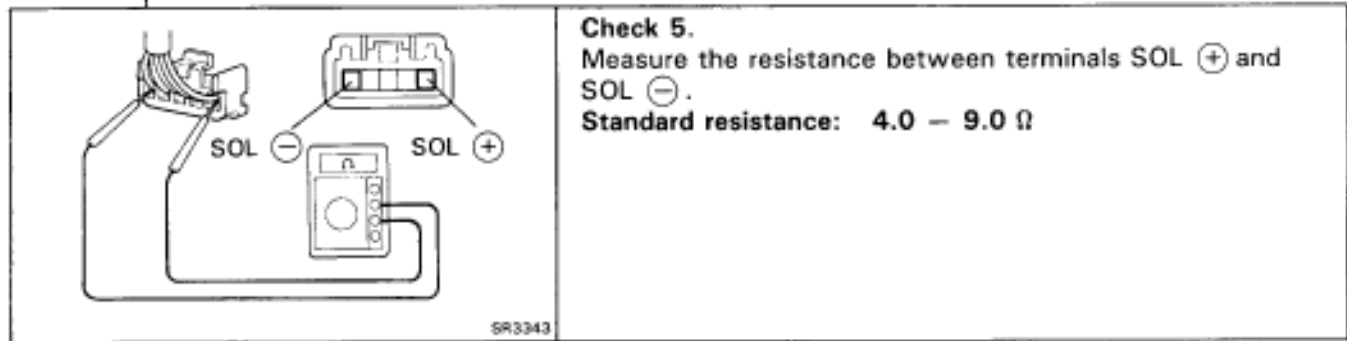 Check 5.
Measure the resistance between terminals SOL ⊕ and
SOL ⊖.
Standard resistance: 4.0 — 9.0 Ω
SOL ⊖ SOL ⊕
Ω
SR3343